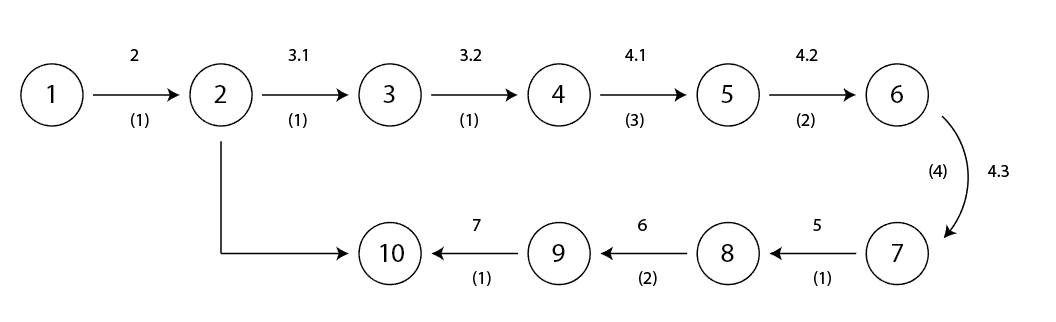 2 3.1 3.2 4.1 4.2
1 2 3 4 5 6
(1) (1) (1) (3) (2)
(4) 4.3
7 6 5
10 9 8 7
(1) (2) (1)